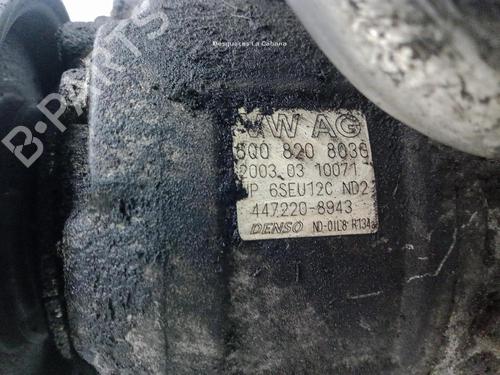 Desguaces La Cabana
B-PARTS
VW AG
6Q0 820 803G
2003 03 10071
6SEU12C ND2
447220-8943
DENSO ND-OIL8 R134a